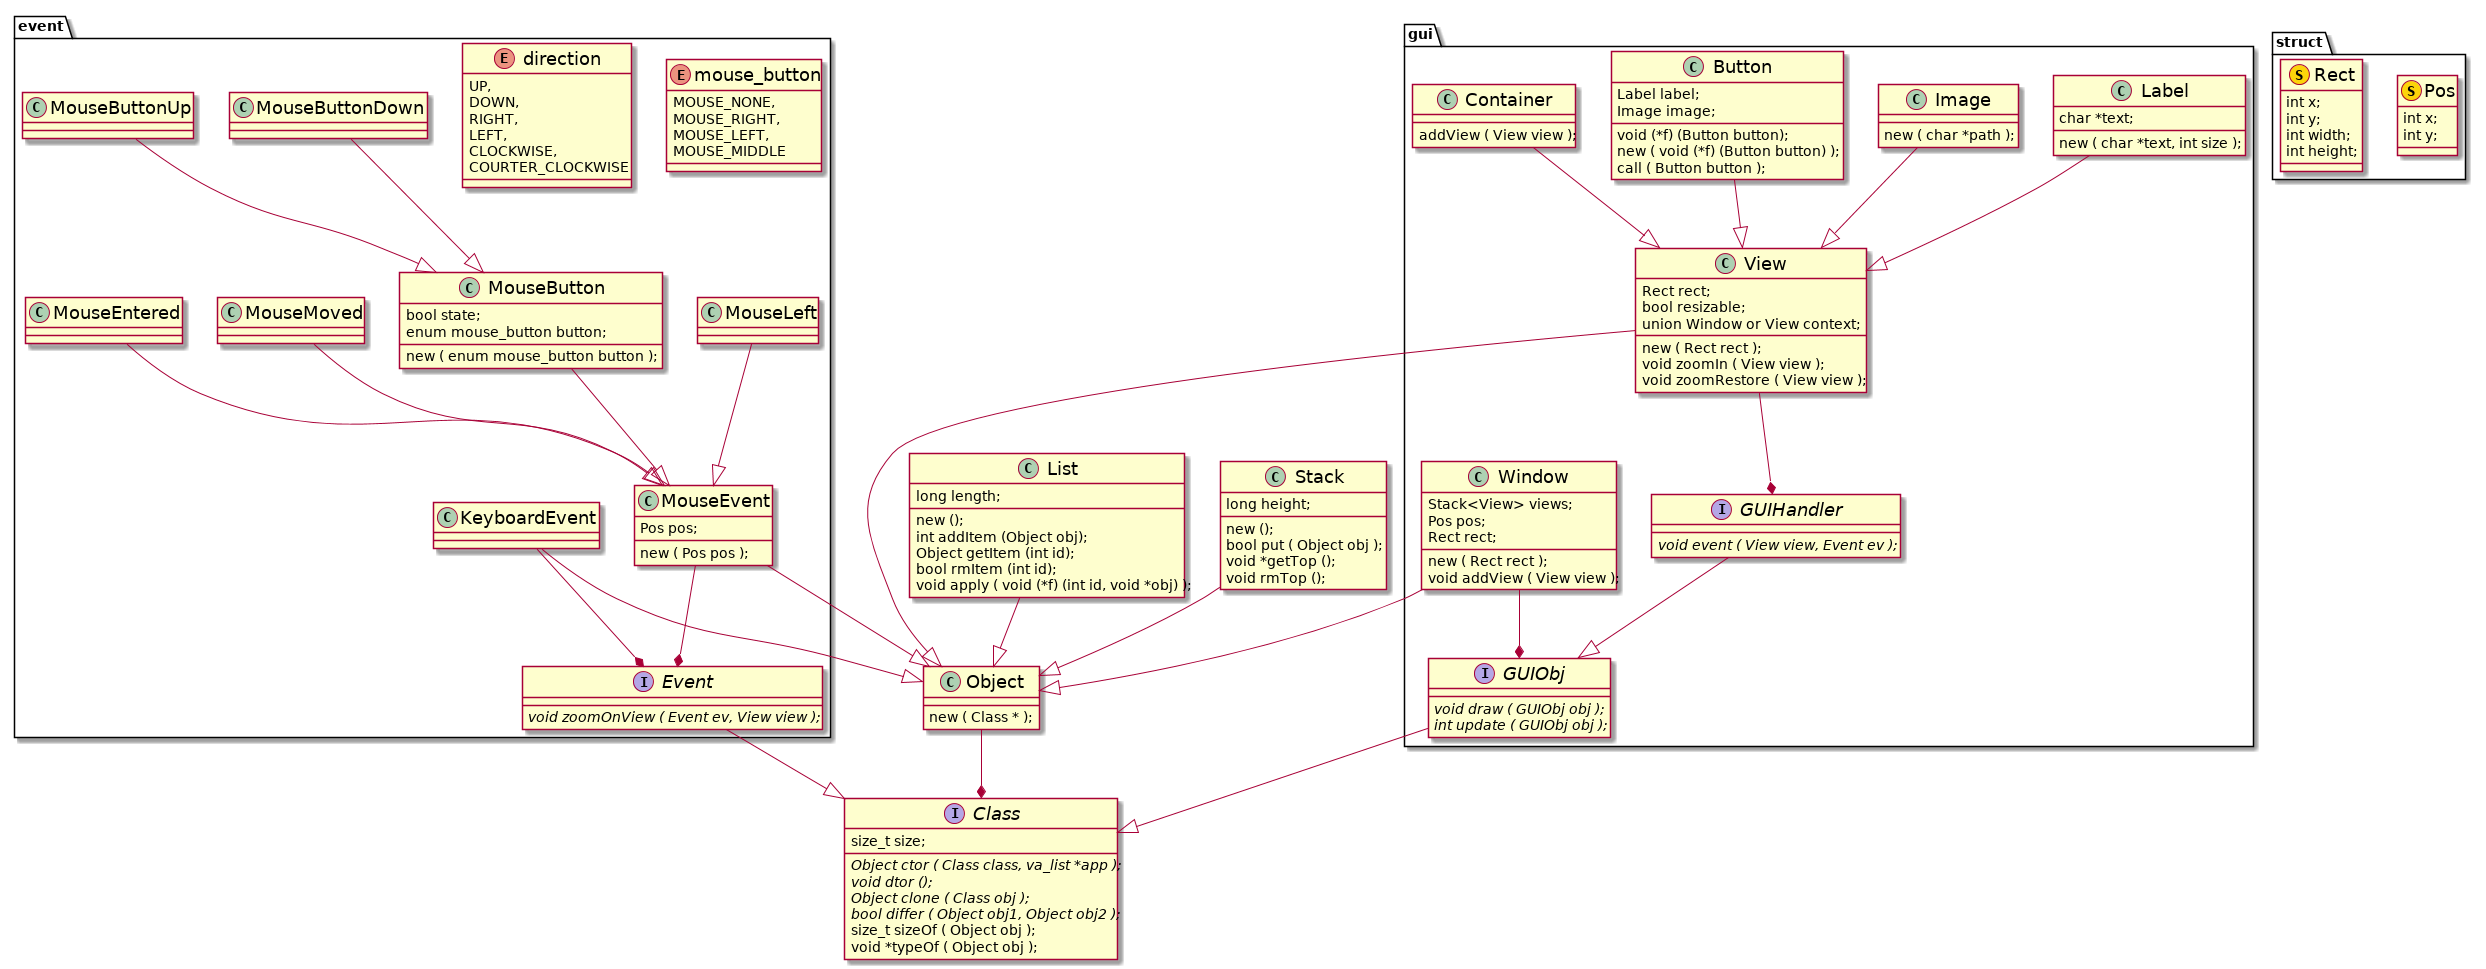 event
E direction
UP,
DOWN,
RIGHT,
LEFT,
CLOCKWISE,
COURTER_CLOCKWISE
E mouse_button
MOUSE_NONE,
MOUSE_RIGHT,
MOUSE_LEFT,
MOUSE_MIDDLE
C MouseButtonUp
C MouseButtonDown
C MouseButton
bool state;
enum mouse_button button;
new ( enum mouse_button button );
C MouseEntered
C MouseMoved
C MouseLeft
C KeyboardEvent
C MouseEvent
Pos pos;
new ( Pos pos );
I Event
void zoomOnView ( Event ev, View view );
C List
long length;
new ();
int addItem (Object obj);
Object getItem (int id);
bool rmItem (int id);
void apply ( void (*f) (int id, void *obj) );
C Stack
long height;
new ();
bool put ( Object obj );
void *getTop ();
void rmTop ();
C Object
new ( Class * );
I Class
size_t size;
Object ctor ( Class class, va_list *app );
void dtor ();
Object clone ( Class obj );
bool differ ( Object obj1, Object obj2 );
size_t sizeOf ( Object obj );
void *typeOf ( Object obj );
gui
C Container
addView ( View view );
C Button
Label label;
Image image;
void (*f) (Button button);
new ( void (*f) (Button button) );
call ( Button button );
C Image
new ( char *path );
C Label
char *text;
new ( char *text, int size );
C View
Rect rect;
bool resizable;
union Window or View context;
new ( Rect rect );
void zoomIn ( View view );
void zoomRestore ( View view );
C Window
Stack<View> views;
Pos pos;
Rect rect;
new ( Rect rect );
void addView ( View view );
I GUIHandler
void event ( View view, Event ev );
I GUIObj
void draw ( GUIObj obj );
int update ( GUIObj obj );
struct
S Rect
int x;
int y;
int width;
int height;
S Pos
int x;
int y;